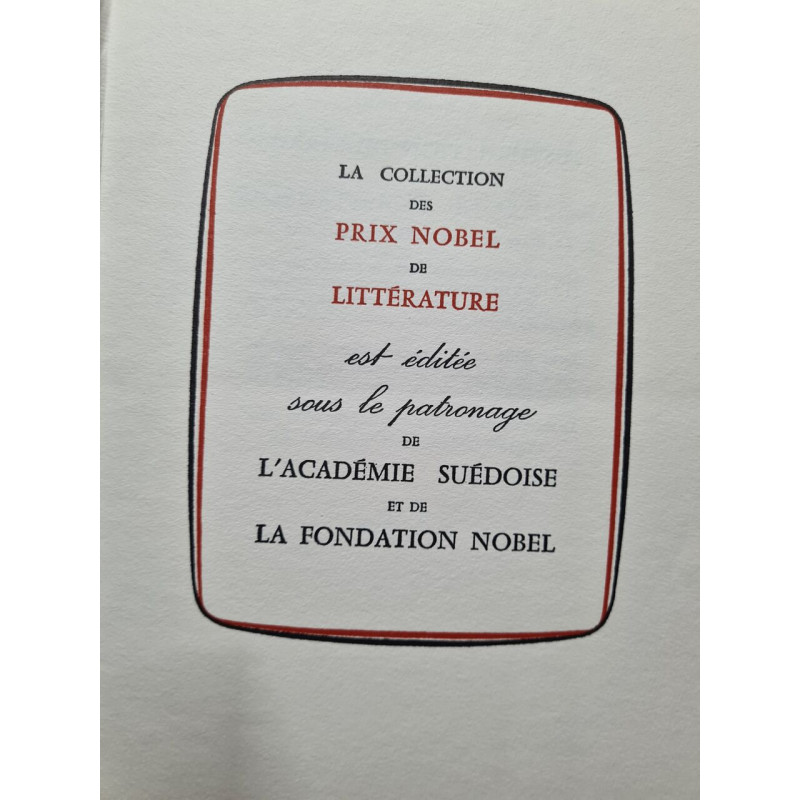 LA COLLECTION
DES
PRIX NOBEL
DE
LITTÉRATURE
est éditée
sous le patronage
DE
L'ACADÉMIE SUÉDOISE
ET DE
LA FONDATION NOBEL